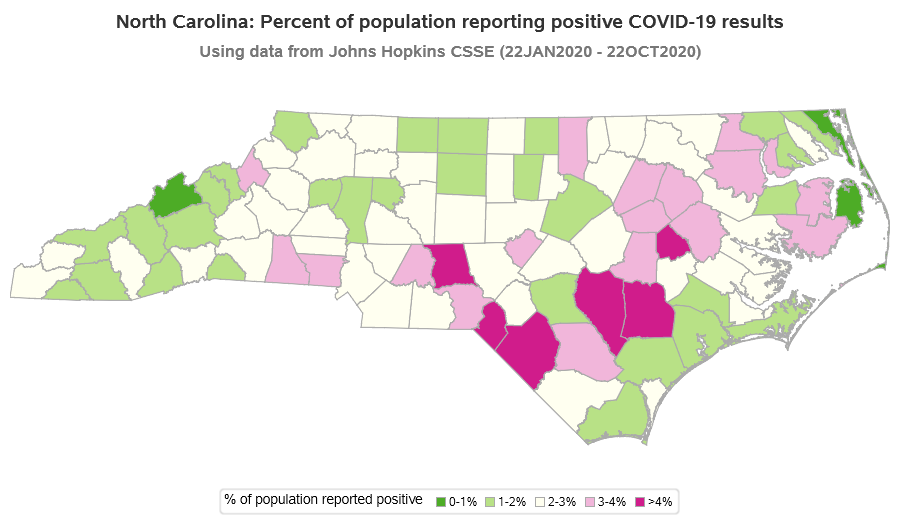 North Carolina: Percent of population reporting positive COVID-19 results
Using data from Johns Hopkins CSSE (22JAN2020 - 22OCT2020)
% of population reported positive 0-1% 1-2% 2-3% 3-4% >4%